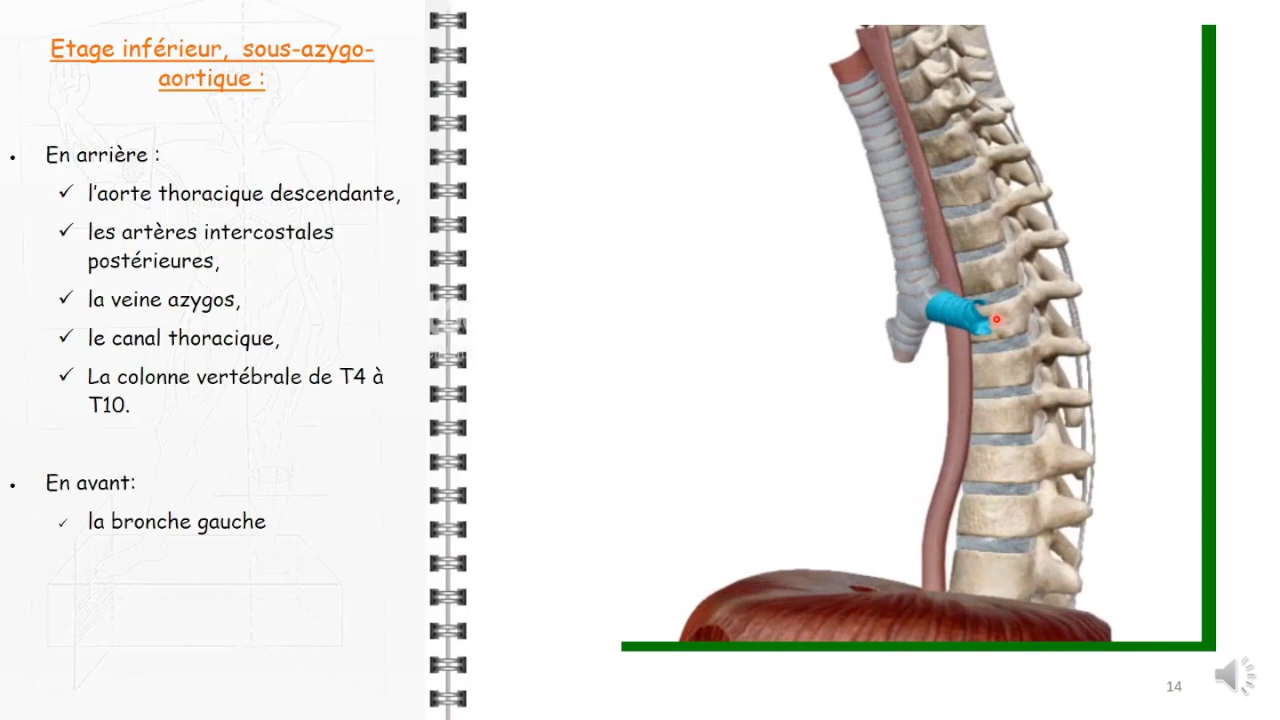 Etage inférieur,  sous-azygo-
aortique :
• En arrière :
✓ l'aorte thoracique descendante,
✓ les artères intercostales
postérieures,
✓ la veine azygos,
✓ le canal thoracique,
✓ La colonne vertébrale de T4 à
T10.
• En avant:
✓ la bronche gauche
14